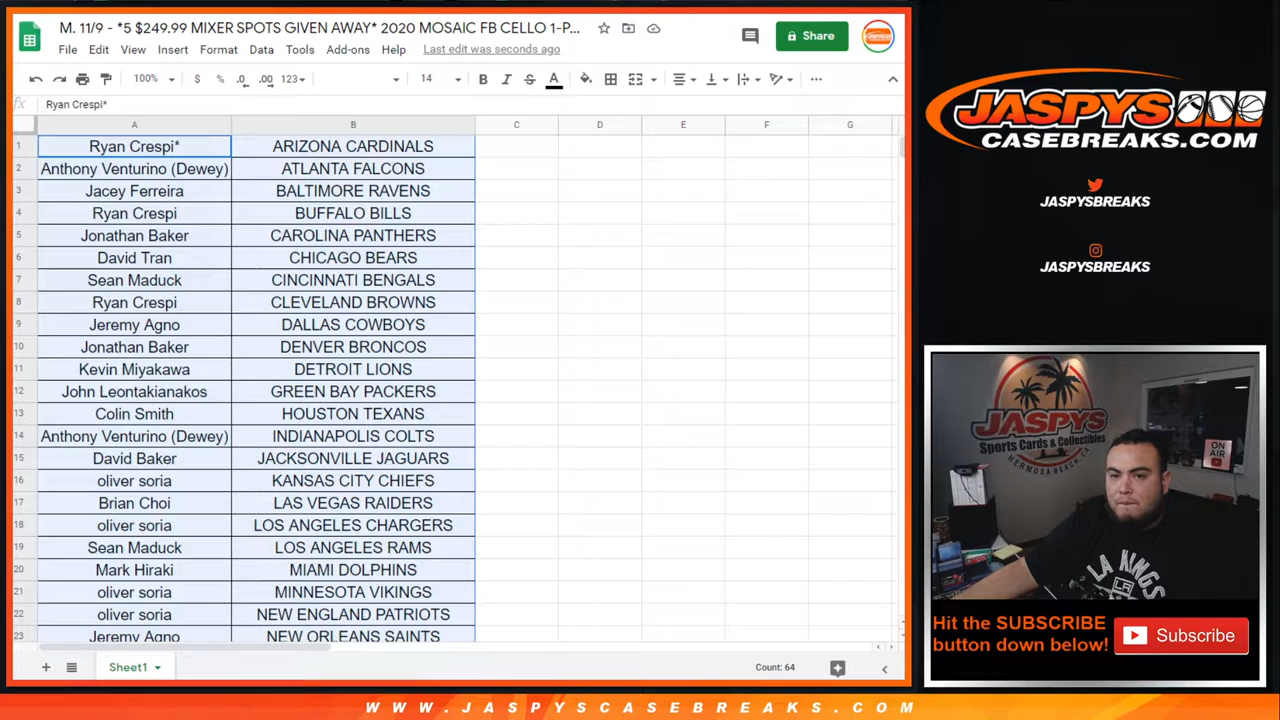 M. 11/9 - *5 $249.99 MIXER SPOTS GIVEN AWAY* 2020 MOSAIC FB CELLO 1-P...
File Edit View Insert Format Data Tools Add-ons Help Last edit was seconds ago
Share
100% $ % .0 .00 123 14 B I S A
fx Ryan Crespi*
A B C D E F G
1 Ryan Crespi* ARIZONA CARDINALS
2 Anthony Venturino (Dewey) ATLANTA FALCONS
3 Jacey Ferreira BALTIMORE RAVENS
4 Ryan Crespi BUFFALO BILLS
5 Jonathan Baker CAROLINA PANTHERS
6 David Tran CHICAGO BEARS
7 Sean Maduck CINCINNATI BENGALS
8 Ryan Crespi CLEVELAND BROWNS
9 Jeremy Agno DALLAS COWBOYS
10 Jonathan Baker DENVER BRONCOS
11 Kevin Miyakawa DETROIT LIONS
12 John Leontakianakos GREEN BAY PACKERS
13 Colin Smith HOUSTON TEXANS
14 Anthony Venturino (Dewey) INDIANAPOLIS COLTS
15 David Baker JACKSONVILLE JAGUARS
16 oliver soria KANSAS CITY CHIEFS
17 Brian Choi LAS VEGAS RAIDERS
18 oliver soria LOS ANGELES CHARGERS
19 Sean Maduck LOS ANGELES RAMS
20 Mark Hiraki MIAMI DOLPHINS
21 oliver soria MINNESOTA VIKINGS
22 oliver soria NEW ENGLAND PATRIOTS
23 Jeremy Agno NEW ORLEANS SAINTS
Sheet1
Count: 64
JASPYS
CASEBREAKS.COM
JASPYSBREAKS
JASPYSBREAKS
JASPYS
Sports Cards & Collectibles
HERMOSA BEACH, CA
ON
AIR
LA KINGS
LA
Hit the SUBSCRIBE
button down below!
Subscribe
WWW.JASPYSCASEBREAKS.COM